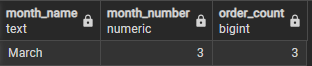 month_name month_number order_count
text numeric bigint
March 3 3